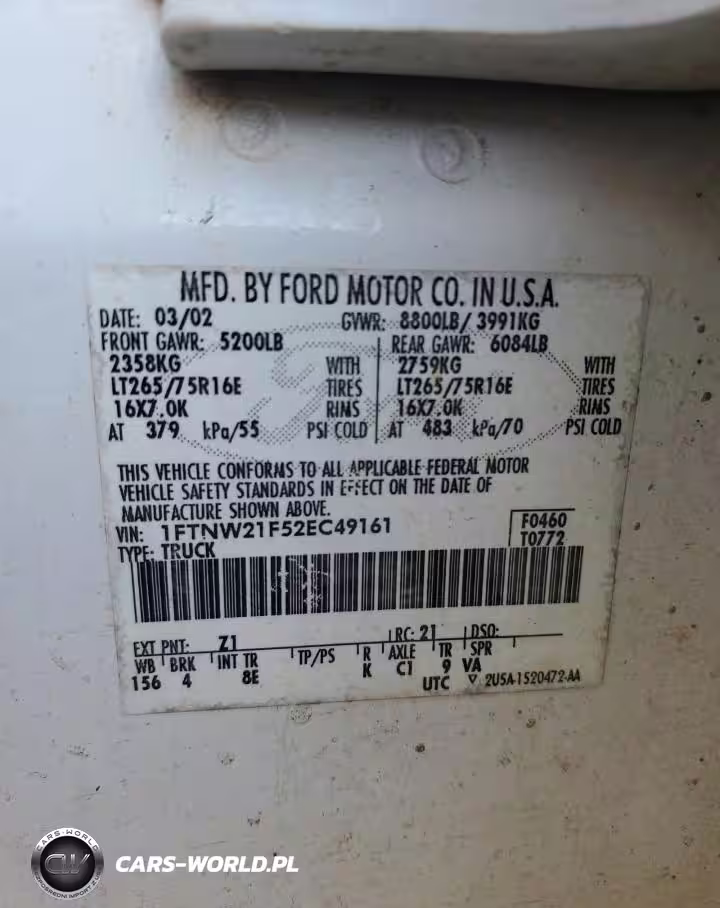 MFD. BY FORD MOTOR CO. IN U.S.A.
DATE: 03/02 GVWR: 8800LB/ 3991KG
FRONT GAWR: 5200LB REAR GAWR: 6084LB
2358KG WITH 2759KG WITH
LT265/75R16E TIRES LT265/75R16E TIRES
16X7.0K RIMS 16X7.0K RIMS
AT 379 kPa/55 PSI COLD AT 483 kPa/70 PSI COLD
THIS VEHICLE CONFORMS TO ALL APPLICABLE FEDERAL MOTOR
VEHICLE SAFETY STANDARDS IN EFFECT ON THE DATE OF
MANUFACTURE SHOWN ABOVE.
VIN: 1FTNW21F52EC49161 F0460
TYPE: TRUCK T0772
EXT PNT: Z1 RC: 21 DSO:
WB BRK INT TR TP/PS R AXLE TR SPR
156 4 8E K C1 9 VA
UTC ▽ 2U5A-1520472-AA
CARS-WORLD
CW
CARS-WORLD.PL